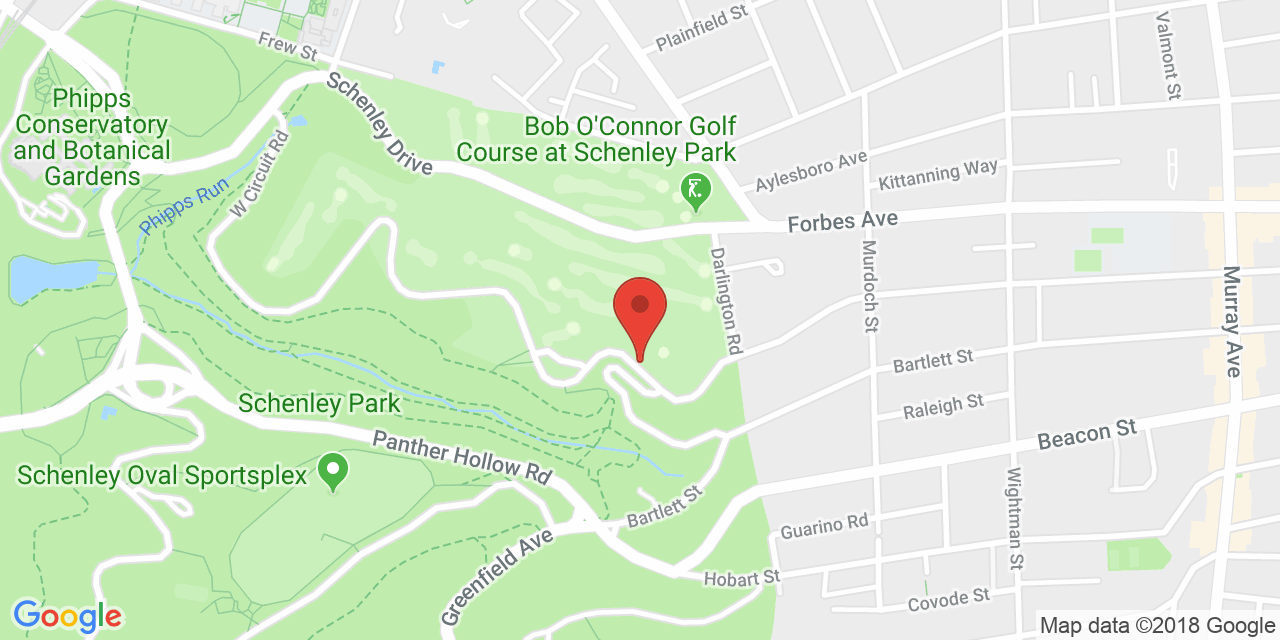 Plainfield St
Valmont St
Frew St
Schenley Drive
Phipps
Conservatory
and Botanical
Gardens
Bob O'Connor Golf
Course at Schenley Park
W Circuit Rd
Phipps Run
Aylesboro Ave
Kittanning Way
Forbes Ave
Darlington Rd
Murdoch St
Murray Ave
Bartlett St
Raleigh St
Schenley Park
Beacon St
Panther Hollow Rd
Schenley Oval Sportsplex
Wightman St
Bartlett St
Guarino Rd
Greenfield Ave
Hobart St
Covode St
Google
Map data ©2018 Google